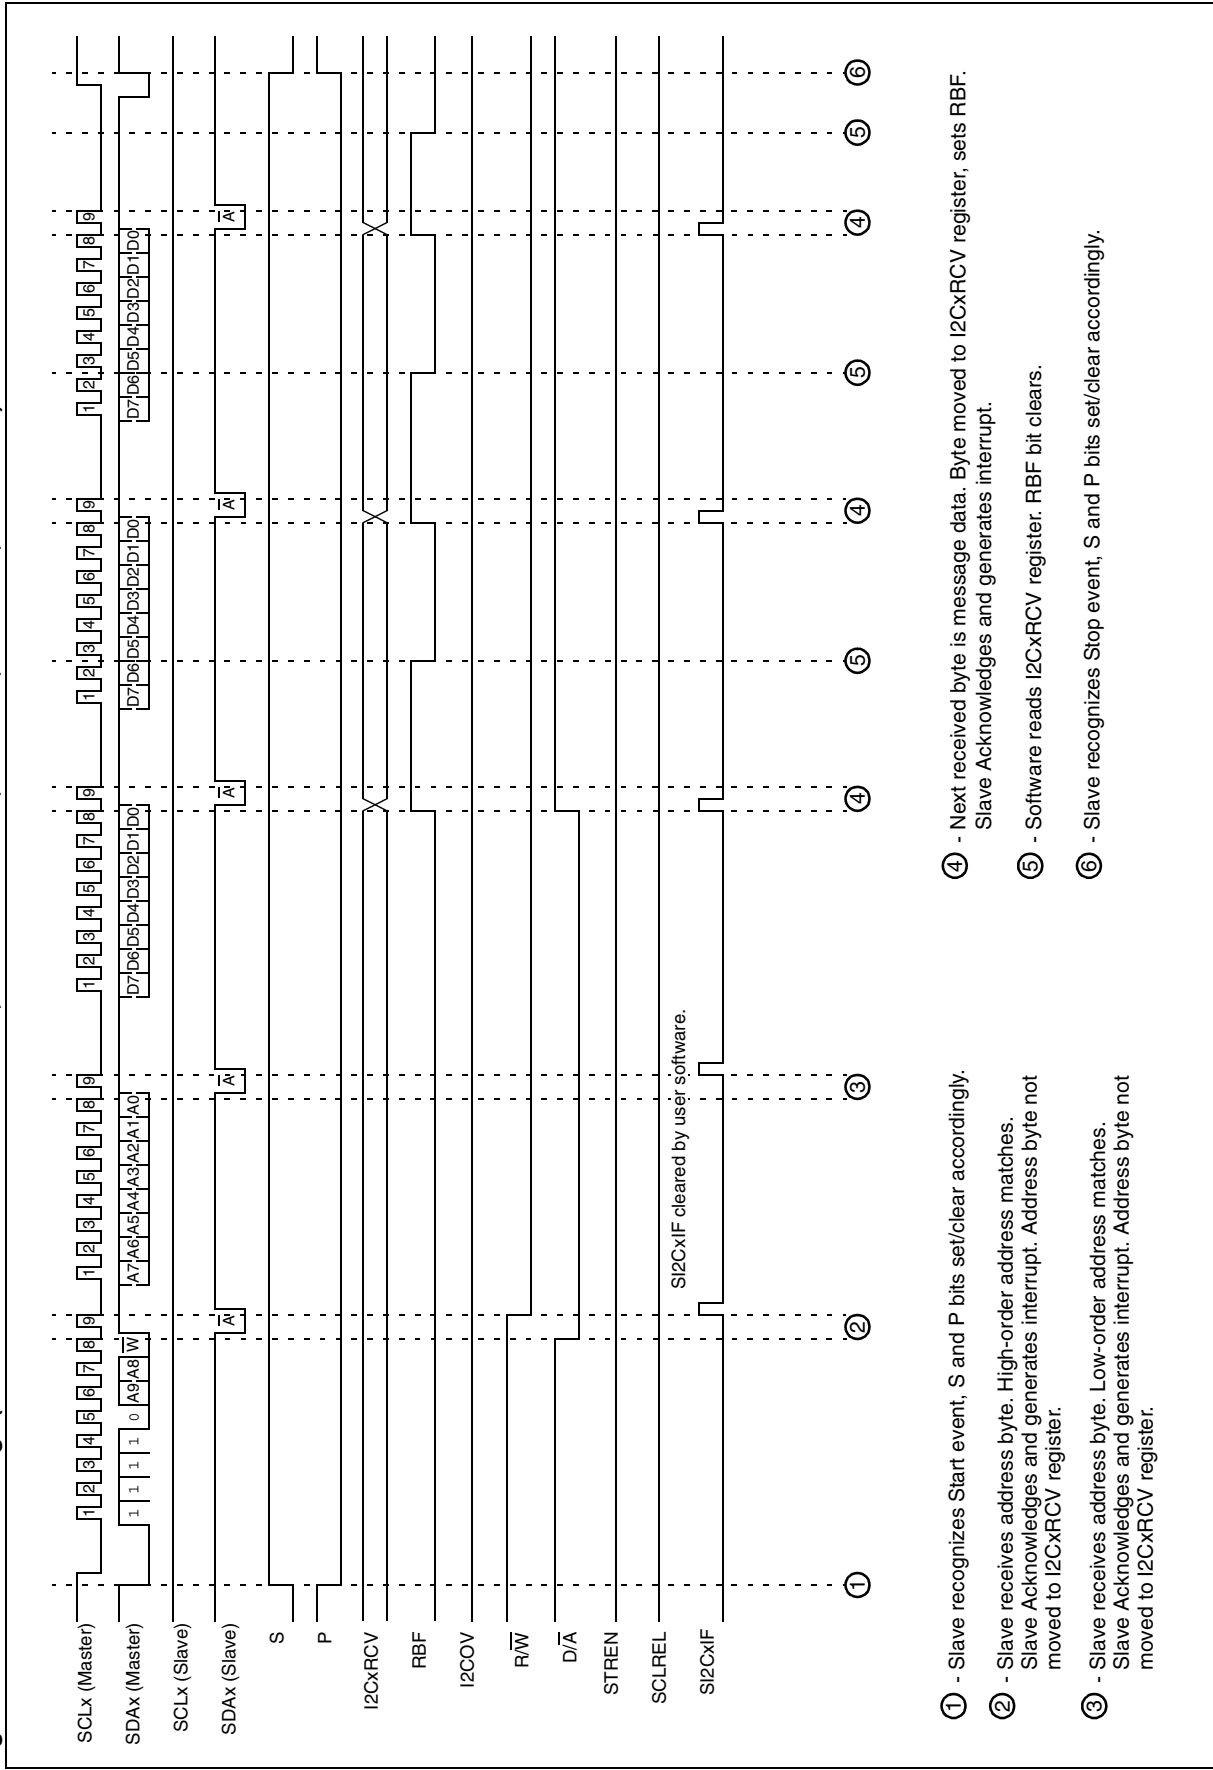 SCLx (Master) 1 2 3 4 5 6 7 8 9 1 2 3 4 5 6 7 8 9 1 2 3 4 5 6 7 8 9 1 2 3 4 5 6 7 8 9 1 2 3 4 5 6 7 8 9
SDAx (Master) 1 1 1 1 0 A9 A8 W̅ A7 A6 A5 A4 A3 A2 A1 A0 D7 D6 D5 D4 D3 D2 D1 D0 D7 D6 D5 D4 D3 D2 D1 D0 D7 D6 D5 D4 D3 D2 D1 D0
SCLx (Slave)
SDAx (Slave) A̅ A̅ A̅ A̅ A̅
S
P
I2CxRCV
RBF
I2COV
R/W̅
D/A̅
STREN
SCLREL
SI2CxIF cleared by user software.
SI2CxIF
① ② ③ ④ ⑤ ④ ⑤ ④ ⑤ ⑥
① - Slave recognizes Start event, S and P bits set/clear accordingly.
② - Slave receives address byte. High-order address matches.
Slave Acknowledges and generates interrupt. Address byte not
moved to I2CxRCV register.
③ - Slave receives address byte. Low-order address matches.
Slave Acknowledges and generates interrupt. Address byte not
moved to I2CxRCV register.
④ - Next received byte is message data. Byte moved to I2CxRCV register, sets RBF.
Slave Acknowledges and generates interrupt.
⑤ - Software reads I2CxRCV register. RBF bit clears.
⑥ - Slave recognizes Stop event, S and P bits set/clear accordingly.